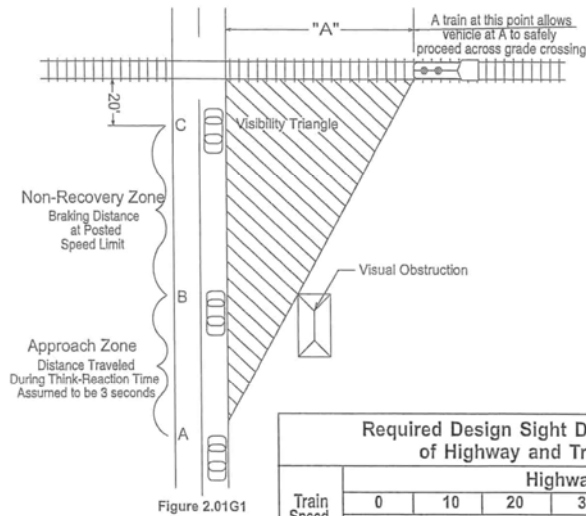 "A"
A train at this point allows
vehicle at A to safely
proceed across grade crossing
20'
C
Visibility Triangle
Non-Recovery Zone
Braking Distance
at Posted
Speed Limit
Visual Obstruction
B
Approach Zone
Distance Traveled
During Think-Reaction Time
Assumed to be 3 seconds
A
Figure 2.01G1
Required Design Sight D
of Highway and Tr
Highwa
Train
Speed
0 10 20 3